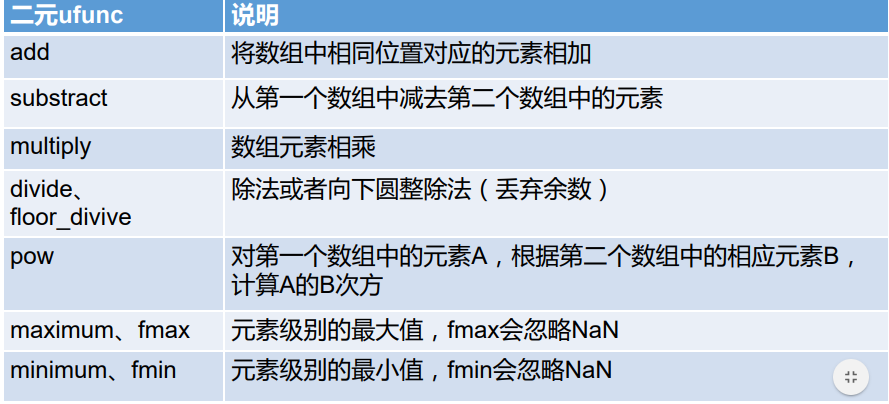 二元ufunc 说明
add 将数组中相同位置对应的元素相加
substract 从第一个数组中减去第二个数组中的元素
multiply 数组元素相乘
divide、 除法或者向下圆整除法（丢弃余数）
floor_divive
pow 对第一个数组中的元素A，根据第二个数组中的相应元素B，
计算A的B次方
maximum、fmax 元素级别的最大值，fmax会忽略NaN
minimum、fmin 元素级别的最小值，fmin会忽略NaN